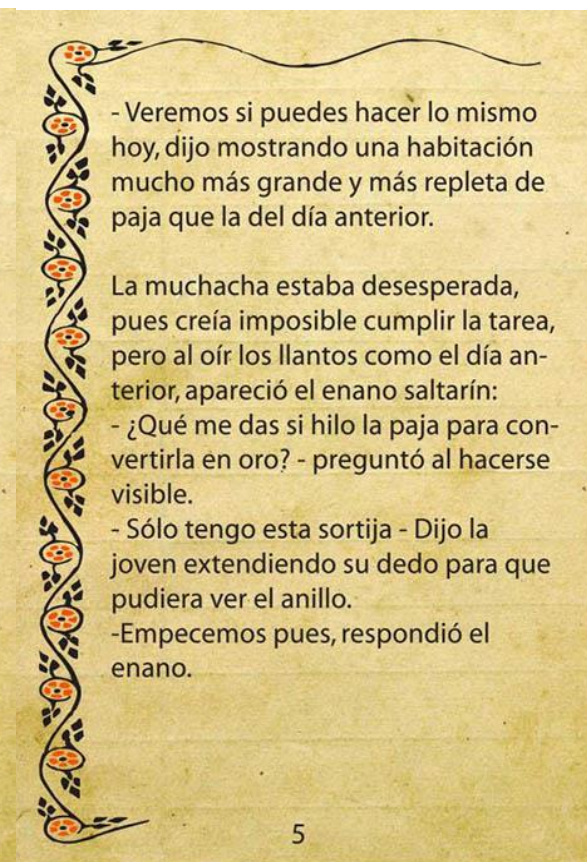 - Veremos si puedes hacer lo mismo
hoy, dijo mostrando una habitación
mucho más grande y más repleta de
paja que la del día anterior.
La muchacha estaba desesperada,
pues creía imposible cumplir la tarea,
pero al oír los llantos como el día an-
terior, apareció el enano saltarín:
- ¿Qué me das si hilo la paja para con-
vertirla en oro? - preguntó al hacerse
visible.
- Sólo tengo esta sortija - Dijo la
joven extendiendo su dedo para que
pudiera ver el anillo.
-Empecemos pues, respondió el
enano.
5